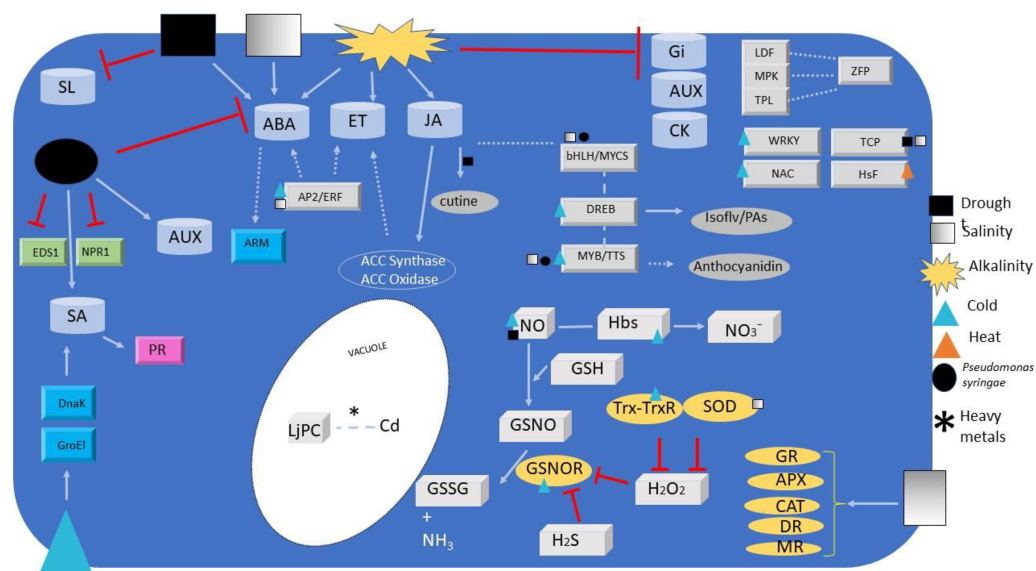 SL
ABA
ET
JA
Gi
AUX
CK
LDF
MPK
TPL
ZFP
WRKY
TCP
NAC
HsF
bHLH/MYCS
AP2/ERF
cutine
DREB
Isoflv/PAs
MYB/TTS
Anthocyanidin
EDS1
NPR1
AUX
ARM
ACC Synthase
ACC Oxidase
SA
PR
DnaK
GroEl
VACUOLE
LjPC
*
Cd
NO
Hbs
NO3⁻
GSH
GSNO
Trx-TrxR
SOD
GSNOR
H2O2
GSSG
+
NH3
H2S
GR
APX
CAT
DR
MR
Drough
t
Salinity
Alkalinity
Cold
Heat
Pseudomonas
syringae
* Heavy
metals